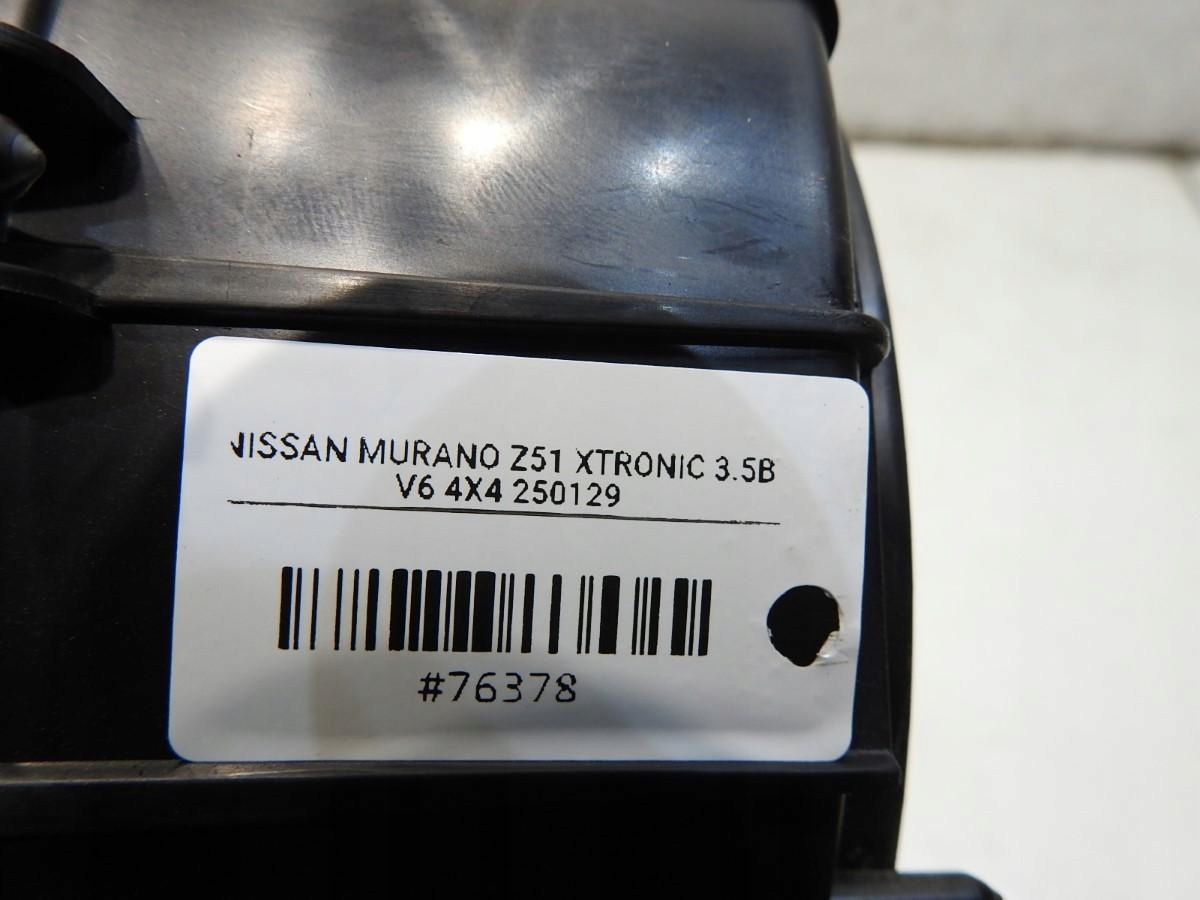 NISSAN MURANO Z51 XTRONIC 3.5B
V6 4X4 250129
#76378